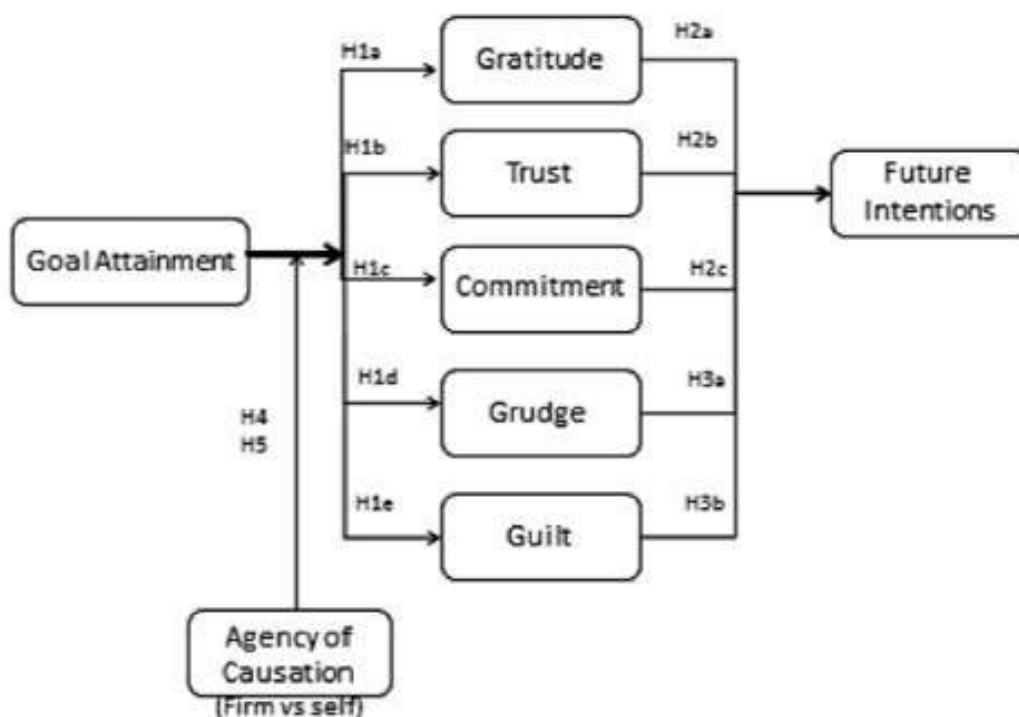 H1a
Gratitude
H2a
H1b
Trust
H2b
Future
Intentions
Goal Attainment
H1c
Commitment
H2c
H1d
Grudge
H3a
H4
H5
H1e
Guilt
H3b
Agency of
Causation
(Firm vs self)